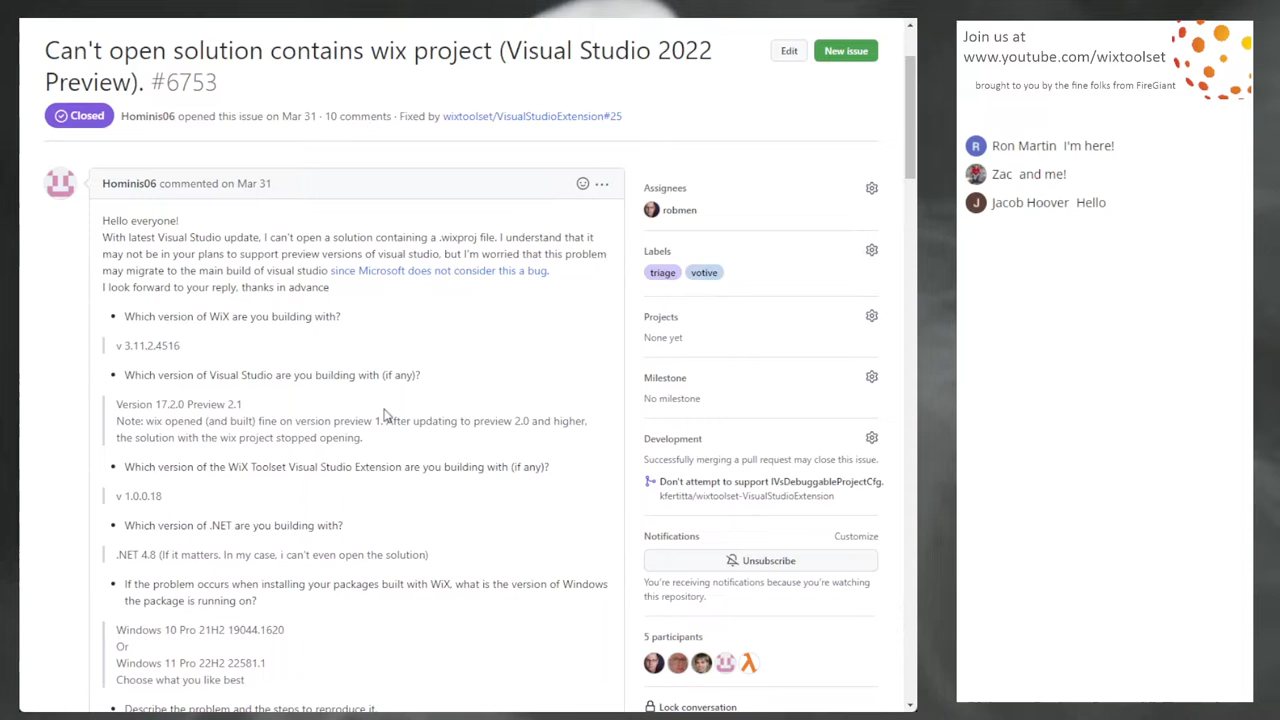 Can't open solution contains wix project (Visual Studio 2022
Preview). #6753
Edit
New issue
Closed
Hominis06 opened this issue on Mar 31 · 10 comments · Fixed by wixtoolset/VisualStudioExtension#25
Hominis06 commented on Mar 31
Hello everyone!
With latest Visual Studio update, I can't open a solution containing a .wixproj file. I understand that it
may not be in your plans to support preview versions of visual studio, but I'm worried that this problem
may migrate to the main build of visual studio since Microsoft does not consider this a bug.
I look forward to your reply, thanks in advance
• Which version of WiX are you building with?
v 3.11.2.4516
• Which version of Visual Studio are you building with (if any)?
Version 17.2.0 Preview 2.1
Note: wix opened (and built) fine on version preview 1. After updating to preview 2.0 and higher,
the solution with the wix project stopped opening.
• Which version of the WiX Toolset Visual Studio Extension are you building with (if any)?
v 1.0.0.18
• Which version of .NET are you building with?
.NET 4.8 (If it matters. In my case, i can't even open the solution)
• If the problem occurs when installing your packages built with WiX, what is the version of Windows
the package is running on?
Windows 10 Pro 21H2 19044.1620
Or
Windows 11 Pro 22H2 22581.1
Choose what you like best
• Describe the problem and the steps to reproduce it.
Assignees
robmen
Labels
triage votive
Projects
None yet
Milestone
No milestone
Development
Successfully merging a pull request may close this issue.
Don't attempt to support IVsDebuggableProjectCfg.
kfertitta/wixtoolset-VisualStudioExtension
Notifications
Customize
Unsubscribe
You're receiving notifications because you're watching
this repository.
5 participants
Lock conversation
Join us at
www.youtube.com/wixtoolset
brought to you by the fine folks from FireGiant
R Ron Martin I'm here!
Zac and me!
J Jacob Hoover Hello